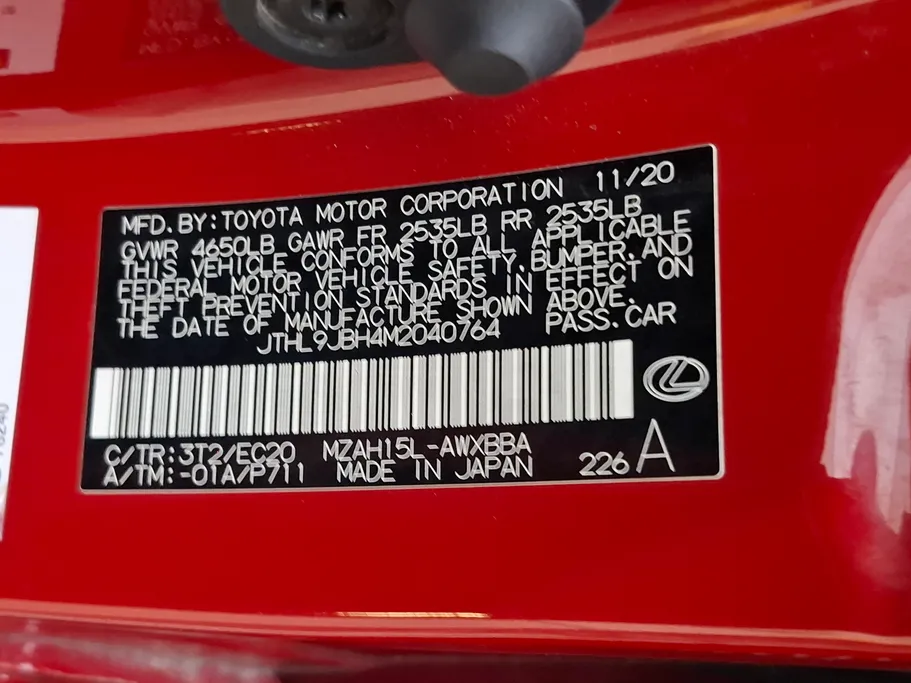 MFD. BY: TOYOTA MOTOR CORPORATION 11/20
GVWR 4650LB GAWR FR 2535LB RR 2535LB
THIS VEHICLE CONFORMS TO ALL APPLICABLE
FEDERAL MOTOR VEHICLE SAFETY, BUMPER, AND
THEFT PREVENTION STANDARDS IN EFFECT ON
THE DATE OF MANUFACTURE SHOWN ABOVE.
JTHL9JBH4M2040764 PASS. CAR
C/TR: 3T2/EC20 MZAH15L-AWXBBA
A/TM: -01A/P711 MADE IN JAPAN 226 A